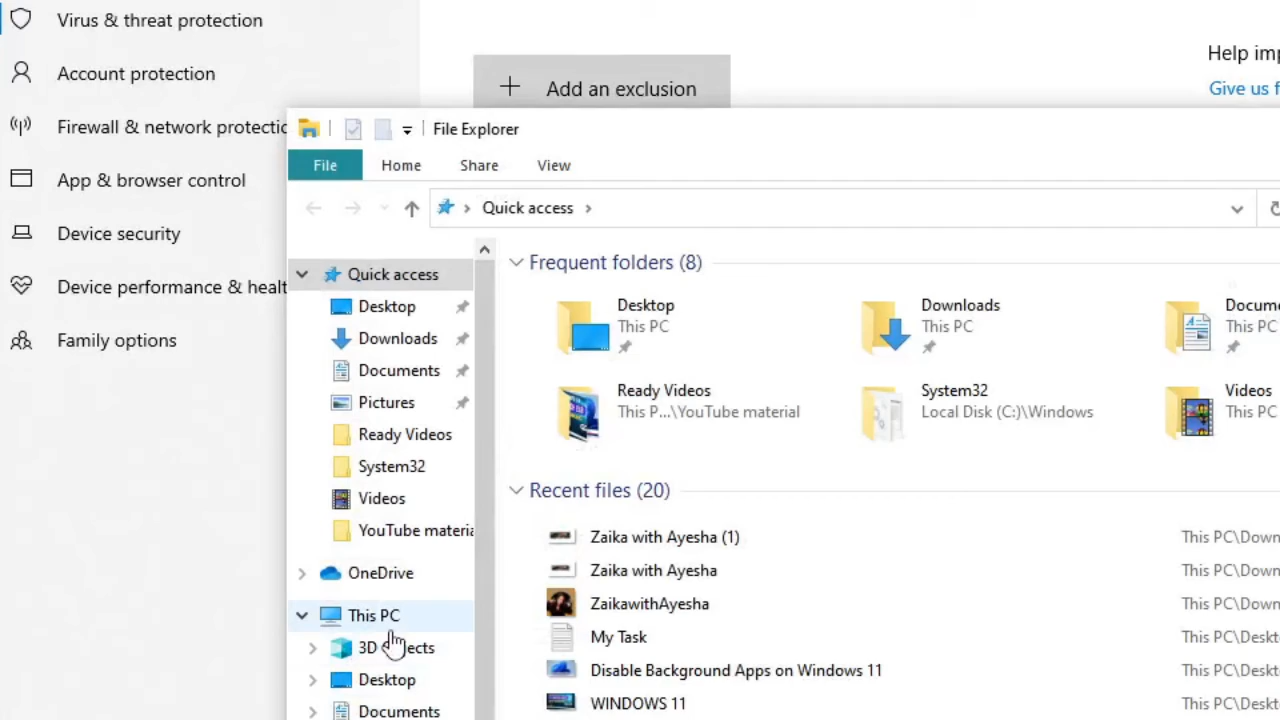 Virus & threat protection
Account protection
Firewall & network protectic
App & browser control
Device security
Device performance & healt
Family options
Add an exclusion
Help imp
Give us f
File Explorer
File Home Share View
Quick access
Quick access
Desktop
Downloads
Documents
Pictures
Ready Videos
System32
Videos
YouTube materia
OneDrive
This PC
3D jects
Desktop
Documents
Frequent folders (8)
Desktop
This PC
Downloads
This PC
Docume
This PC
Ready Videos
This P...\YouTube material
System32
Local Disk (C:)\Windows
Videos
This PC
Recent files (20)
Zaika with Ayesha (1) This PC\Down
Zaika with Ayesha This PC\Down
ZaikawithAyesha This PC\Down
My Task This PC\Deskt
Disable Background Apps on Windows 11 This PC\Deskt
WINDOWS 11 This PC\Deskt